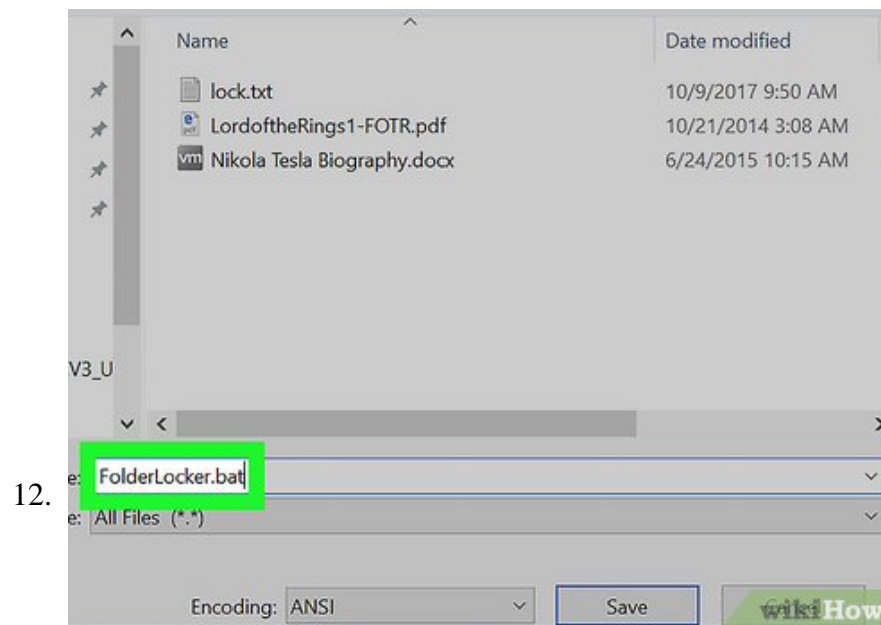 Name Date modified
lock.txt 10/9/2017 9:50 AM
LordoftheRings1-FOTR.pdf 10/21/2014 3:08 AM
vm Nikola Tesla Biography.docx 6/24/2015 10:15 AM
V3_U
e: FolderLocker.bat
12.
e: All Files (*.*)
Encoding: ANSI Save
wikiHow